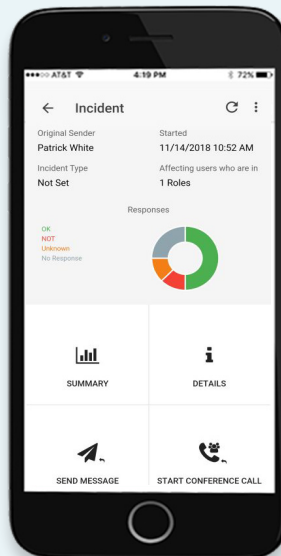 AT&T 4:19 PM 72%
Incident
Original Sender Started
Patrick White 11/14/2018 10:52 AM
Incident Type Affecting users who are in
Not Set 1 Roles
Responses
OK
NOT
Unknown
No Response
SUMMARY DETAILS
SEND MESSAGE START CONFERENCE CALL